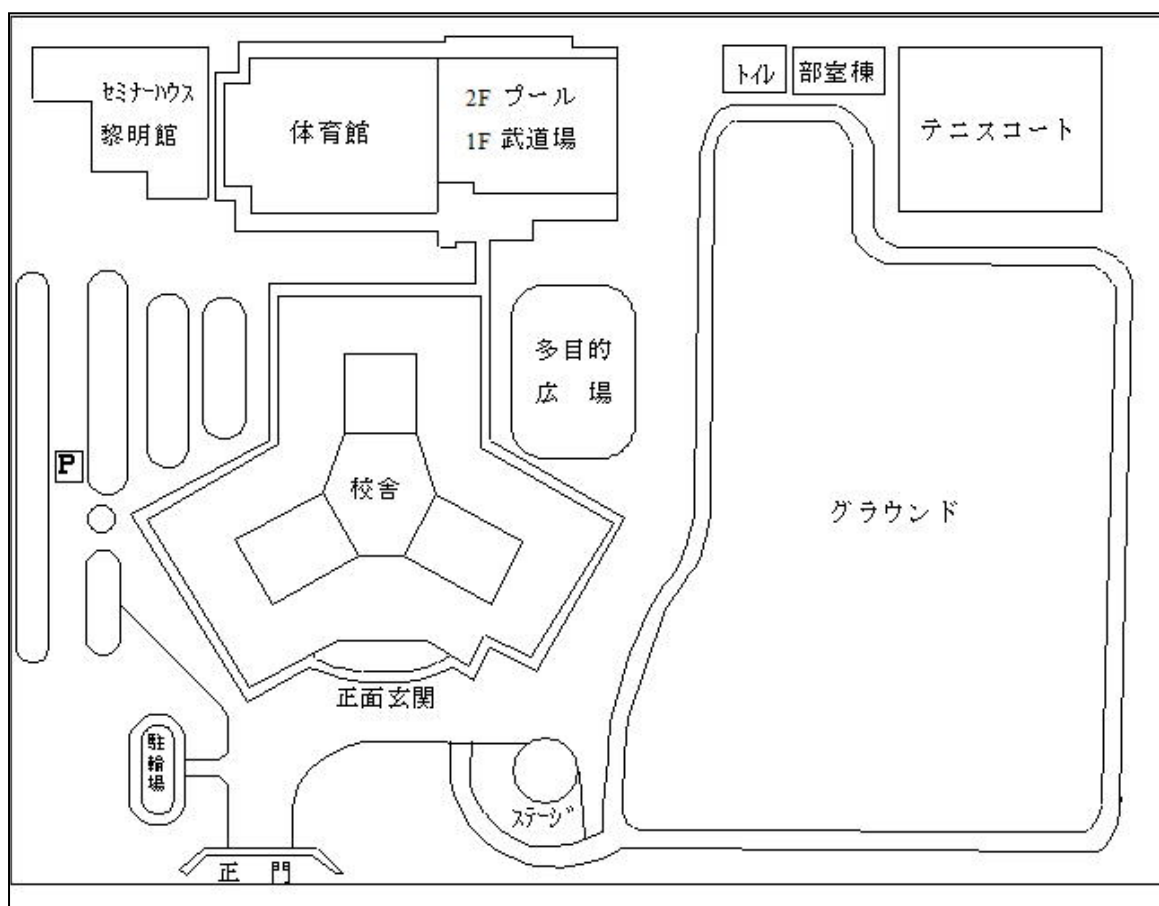 セミナーハウス
黎明館
体育館
2F プール
1F 武道場
トイレ
部室棟
テニスコート
多目的
広 場
P
校舎
グラウンド
正面玄関
駐輪場
ステージ
正 門